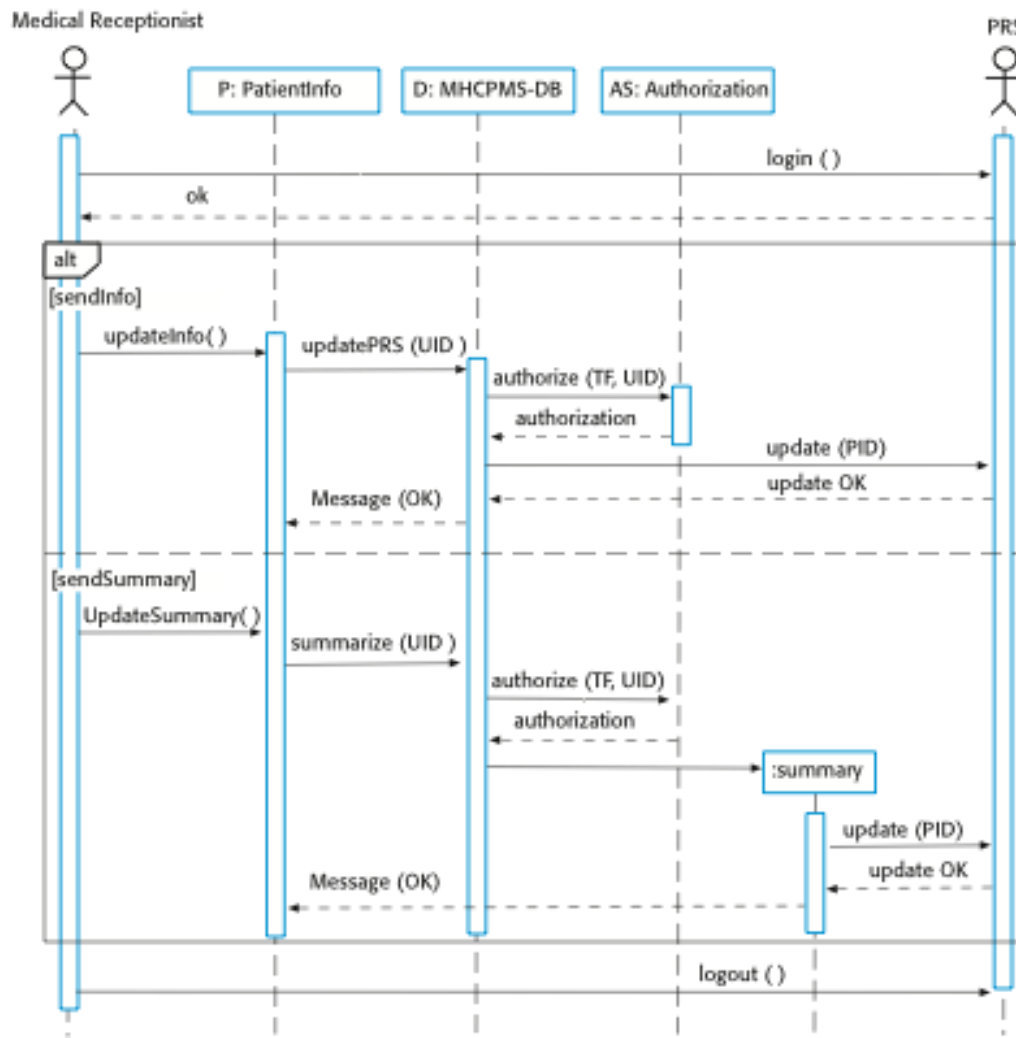 Medical Receptionist
PRS
P: PatientInfo
D: MHCPMS-DB
AS: Authorization
login ( )
ok
alt
[sendInfo]
updateInfo( )
updatePRS (UID )
authorize (TF, UID)
authorization
update (PID)
update OK
Message (OK)
[sendSummary]
UpdateSummary( )
summarize (UID )
authorize (TF, UID)
authorization
:summary
update (PID)
update OK
Message (OK)
logout ( )